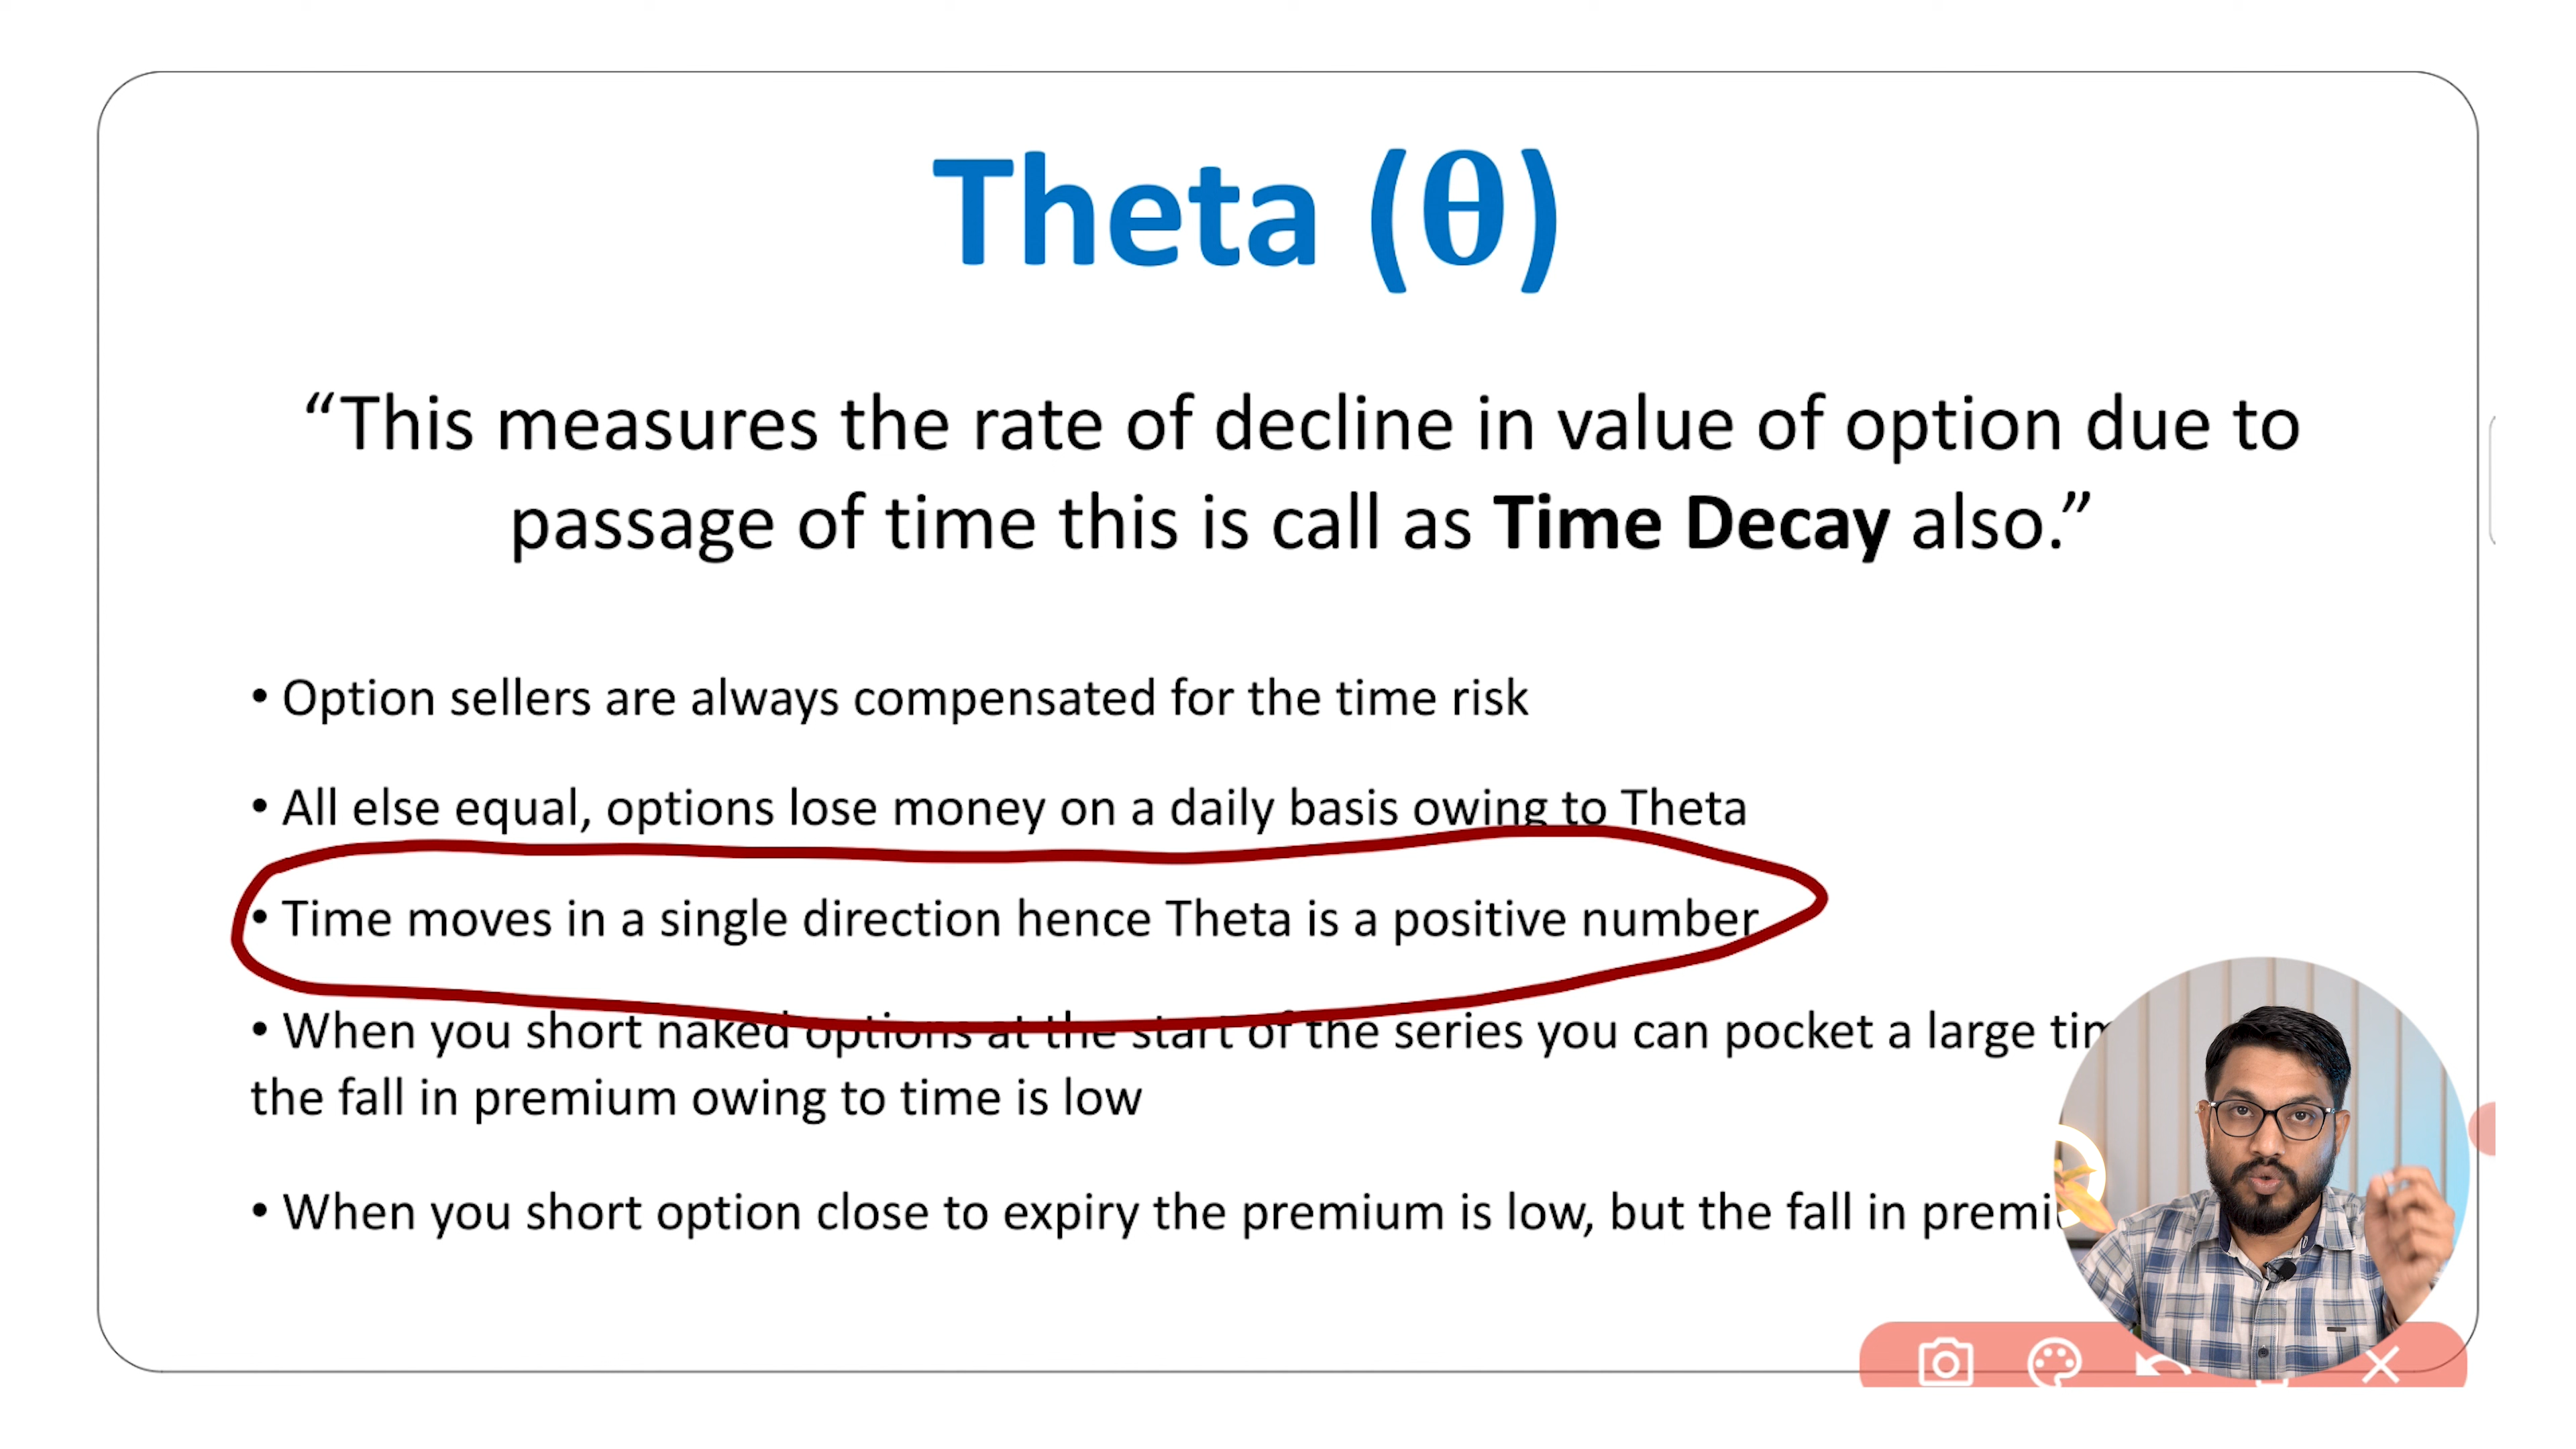 Theta (θ)
“This measures the rate of decline in value of option due to
passage of time this is call as Time Decay also.”
• Option sellers are always compensated for the time risk
• All else equal, options lose money on a daily basis owing to Theta
• Time moves in a single direction hence Theta is a positive number
• When you short naked options at the start of the series you can pocket a large
the fall in premium owing to time is low
• When you short option close to expiry the premium is low, but the fall in